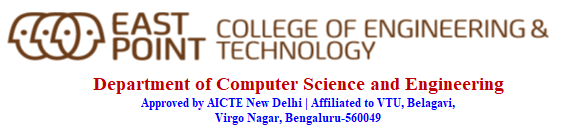 EAST POINT COLLEGE OF ENGINEERING & TECHNOLOGY
Department of Computer Science and Engineering
Approved by AICTE New Delhi | Affiliated to VTU, Belagavi,
Virgo Nagar, Bengaluru-560049